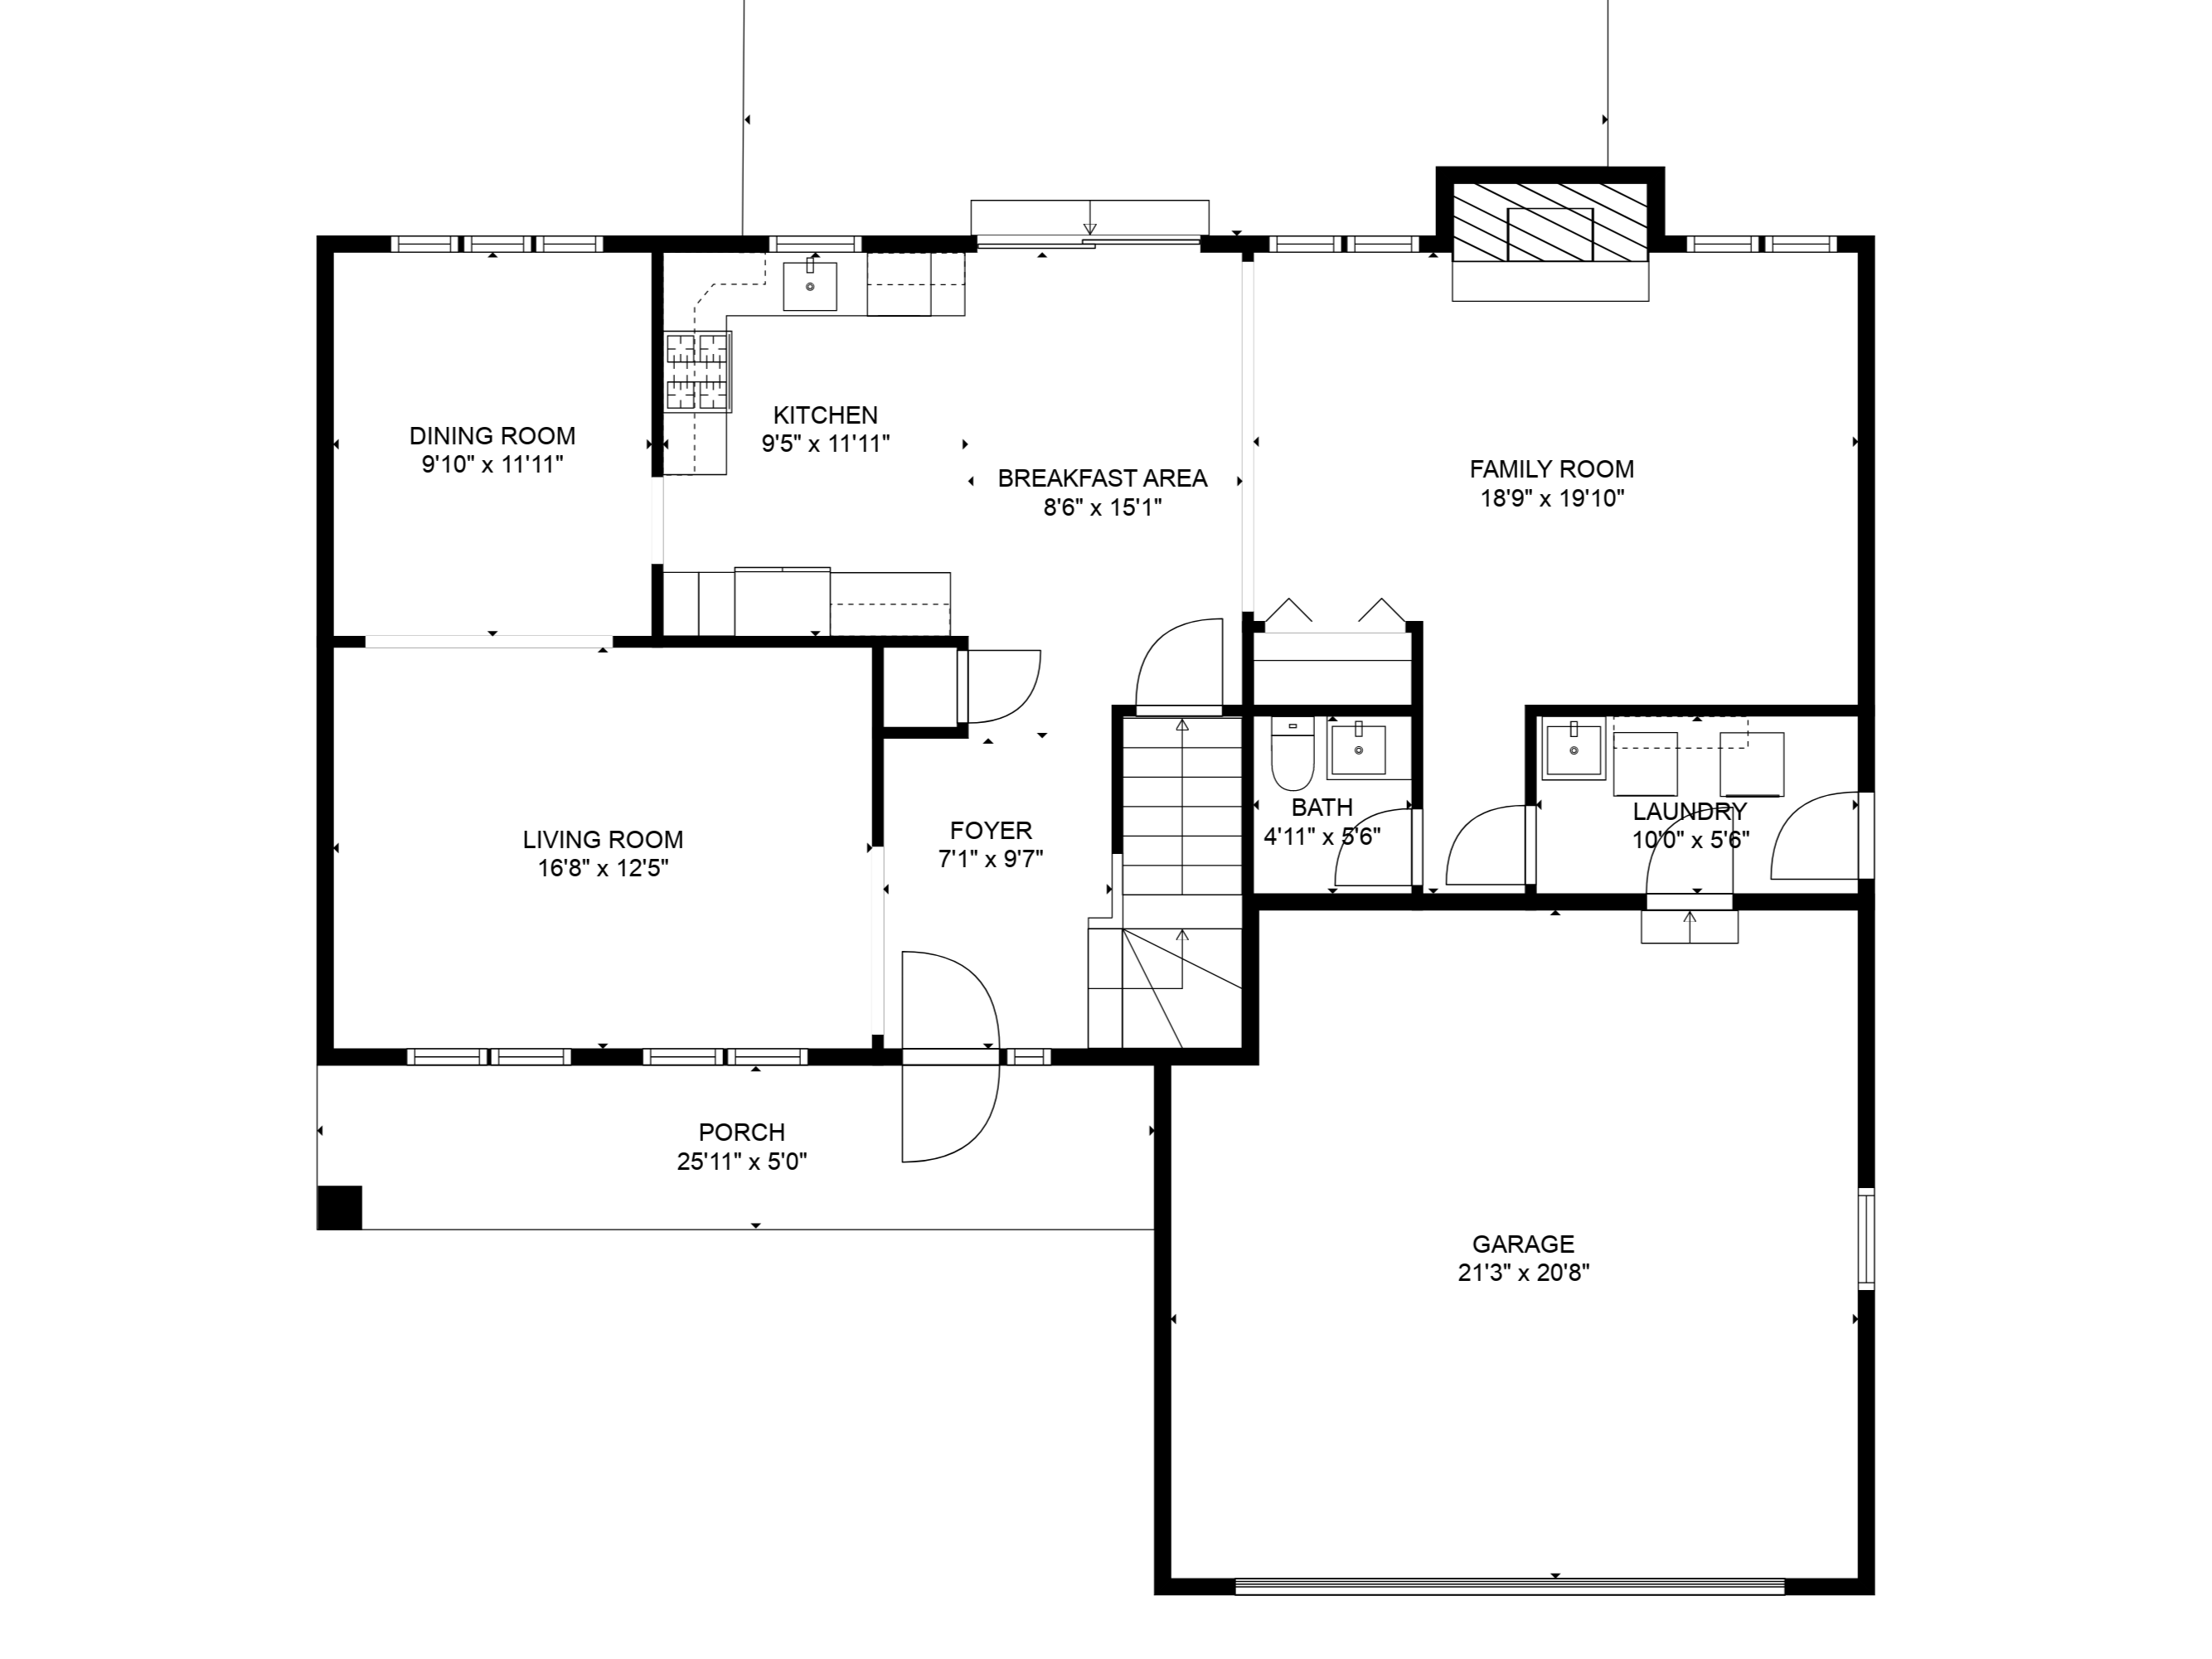 KITCHEN
9'5" x 11'11"
DINING ROOM
9'10" x 11'11"
BREAKFAST AREA
8'6" x 15'1"
FAMILY ROOM
18'9" x 19'10"
LIVING ROOM
16'8" x 12'5"
FOYER
7'1" x 9'7"
BATH
4'11" x 5'6"
LAUNDRY
10'0" x 5'6"
PORCH
25'11" x 5'0"
GARAGE
21'3" x 20'8"